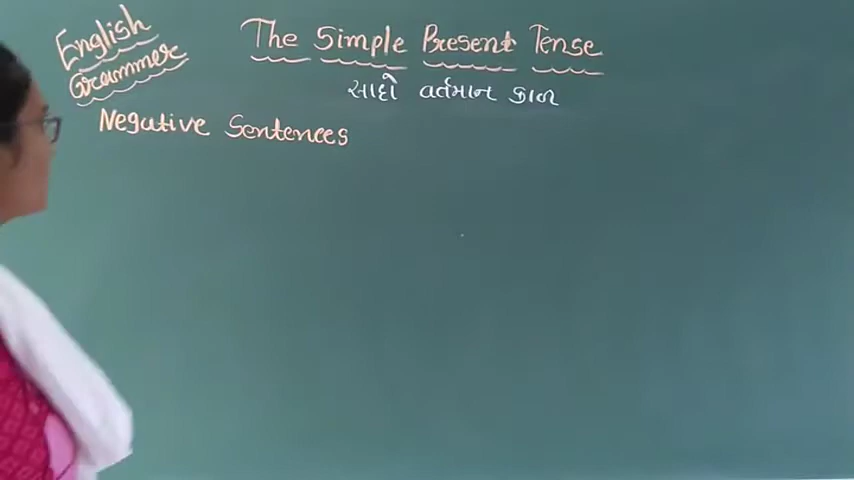 English
Grammer
The Simple Present Tense
સાદો વર્તમાન કાળ
Negative Sentences